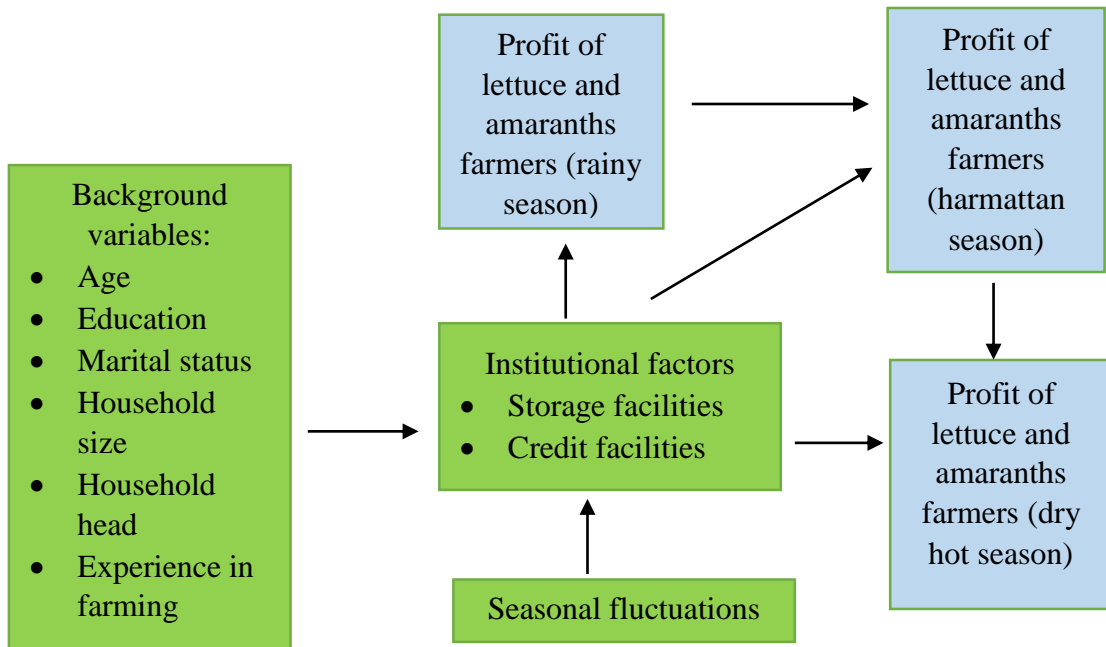 Background
variables:
• Age
• Education
• Marital status
• Household
size
• Household
head
• Experience in
farming
Profit of
lettuce and
amaranths
farmers (rainy
season)
Profit of
lettuce and
amaranths
farmers
(harmattan
season)
Institutional factors
• Storage facilities
• Credit facilities
Profit of
lettuce and
amaranths
farmers (dry
hot season)
Seasonal fluctuations